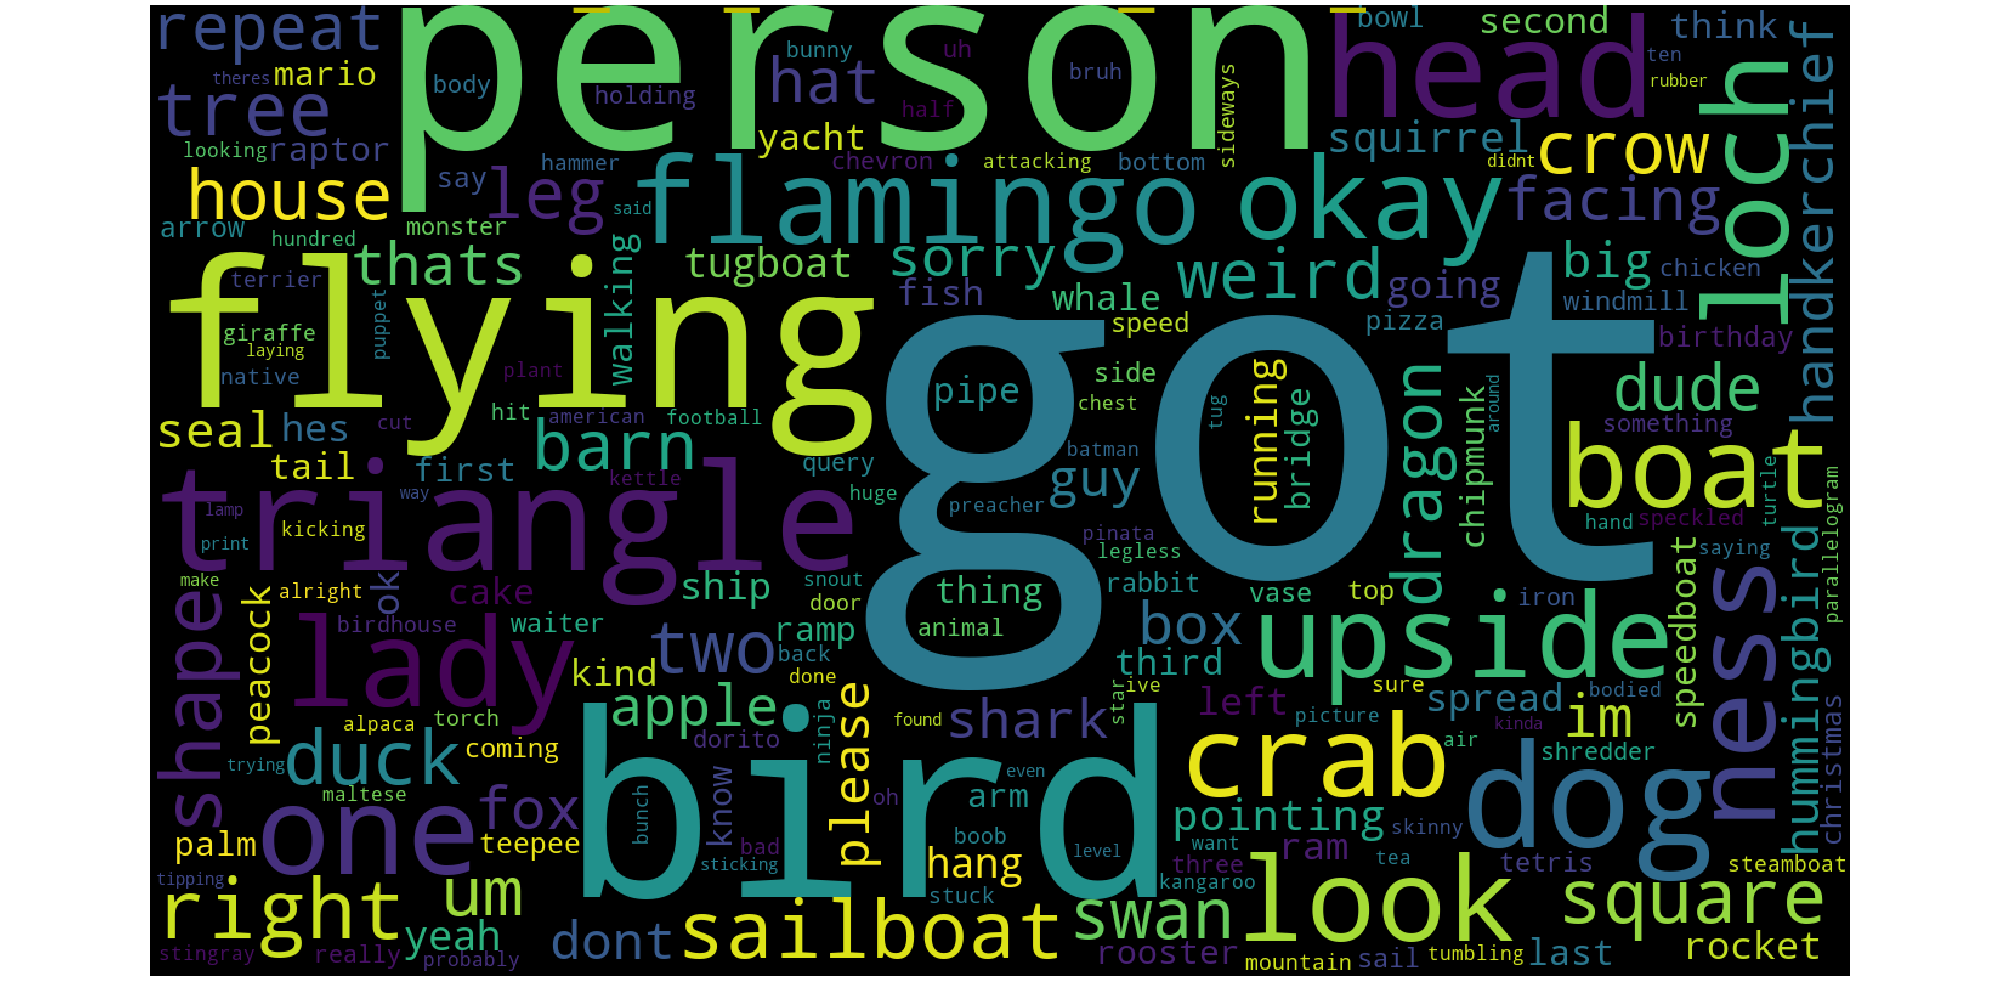 repeat
person
head
bowl
second
think
theres
mario
body
bunny
uh
hat
bruh
ten
rubber
tree
holding
half
sideways
loch
handkerchief
looking
raptor
yacht
chevron
attacking
bottom
squirrel
didnt
crow
house
say
leg
hammer
flamingo
okay
facing
arrow
hundred
monster
said
thats
walking
tugboat
sorry
weird
going
big
chicken
terrier
fish
whale
windmill
flying
got
giraffe
laying
puppet
speed
pizza
birthday
native
plant
pipe
side
chest
running
bridge
dragon
around
dude
seal
hes
cut
hit
american
football
tug
chipmunk
something
boat
tail
first
barn
query
batman
guy
triangle
way
kettle
huge
preacher
turtle
parallelogram
lamp
kicking
pinata
hand
speckled
print
legless
speedboat
hummingbird
saying
make
shape
peacock
alright
ok
cake
ship
snout
door
thing
rabbit
vase
top
iron
ness
birdhouse
waiter
lady
two
ramp
animal
box
upside
kind
back
done
third
apple
please
ive
star
sure
left
spread
bodied
im
alpaca
torch
found
shark
picture
kinda
christmas
duck
coming
dorito
ninja
crab
air
shredder
trying
maltese
bird
even
dog
one
fox
bunch
know
oh
arm
pointing
skinny
palm
teepee
bad
boob
level
want
ram
tea
tetris
steamboat
tipping
sticking
hang
three
kangaroo
look
right
um
stuck
swan
square
yeah
dont
sailboat
rooster
last
rocket
stingray
really
probably
mountain
sail
tumbling